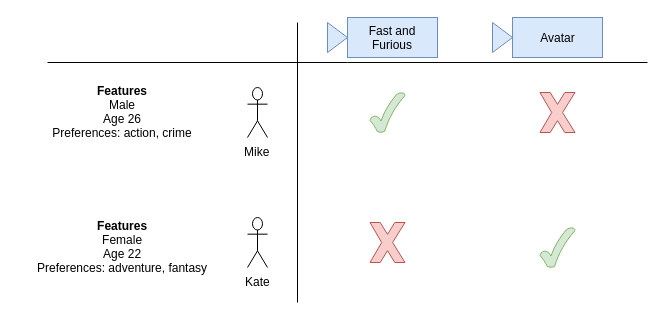 Fast and
Furious
Avatar
Features
Male
Age 26
Preferences: action, crime
Mike
Features
Female
Age 22
Preferences: adventure, fantasy
Kate